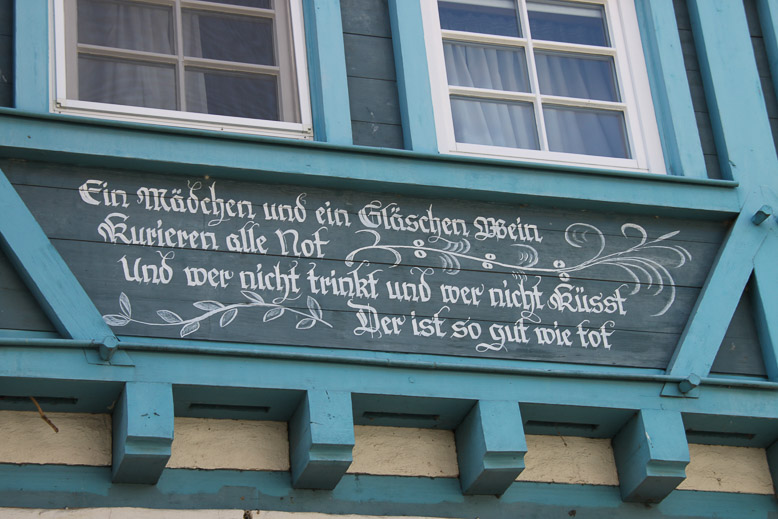 Ein Mädchen und ein Gläschen Wein
Kurieren alle Not
Und wer nicht trinkt und wer nicht Küsst
Der ist so gut wie tot